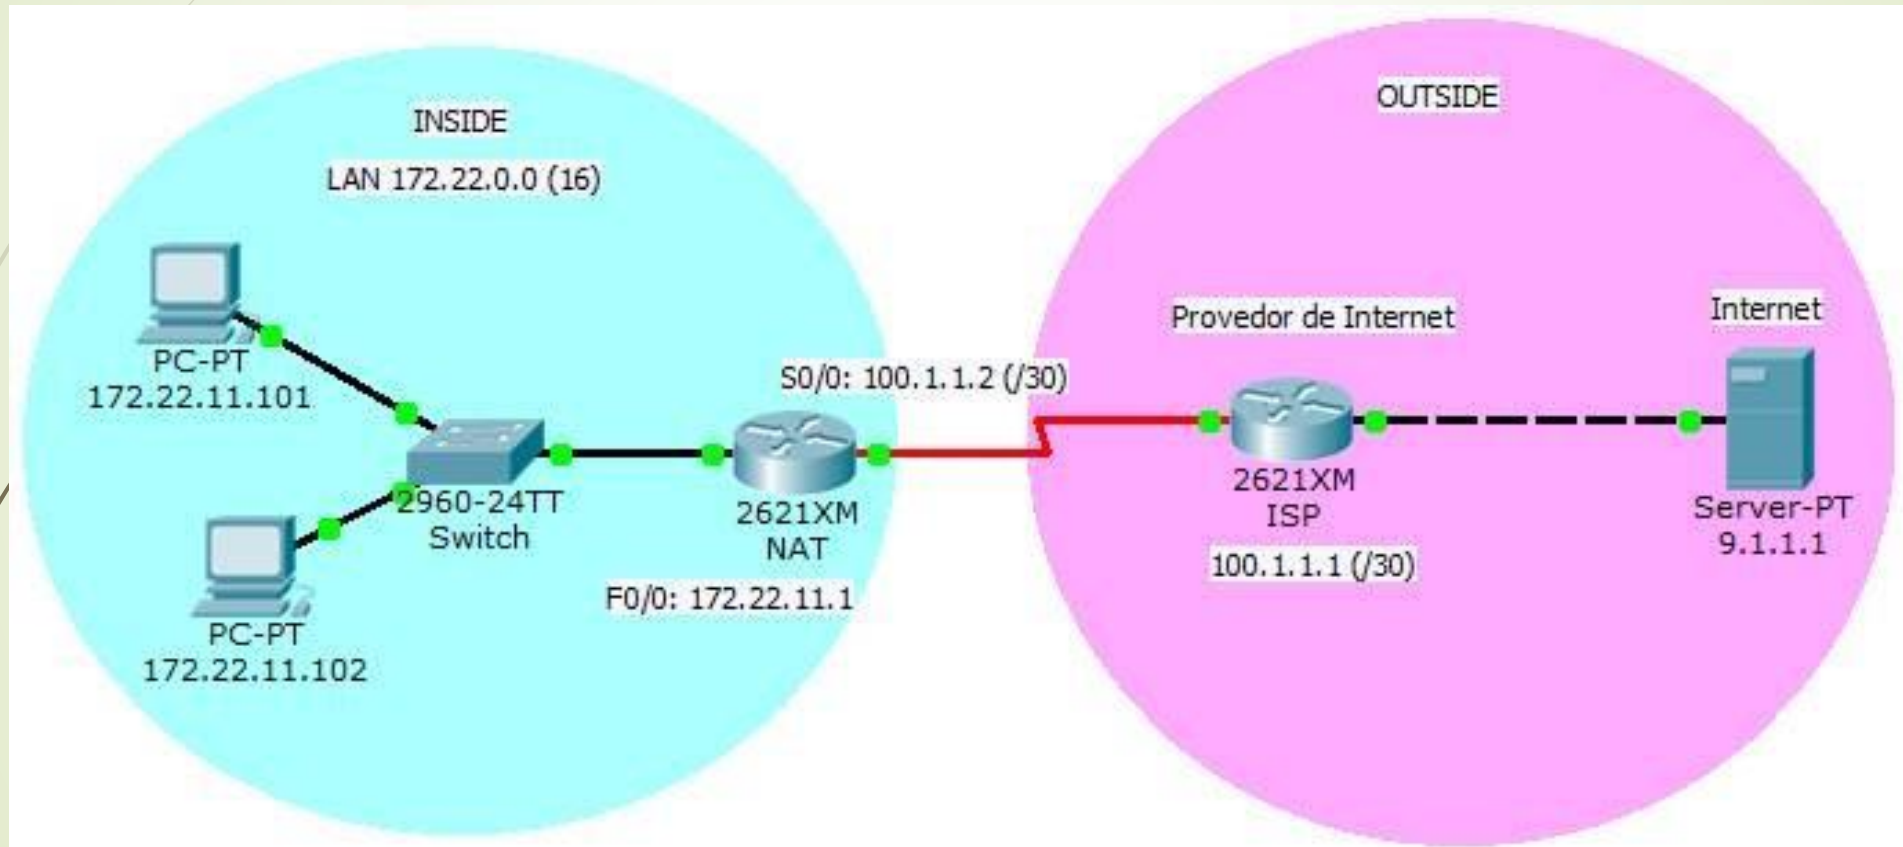 INSIDE
LAN 172.22.0.0 (16)
PC-PT
172.22.11.101
PC-PT
172.22.11.102
2960-24TT
Switch
2621XM
NAT
F0/0: 172.22.11.1
S0/0: 100.1.1.2 (/30)
OUTSIDE
Provedor de Internet
2621XM
ISP
100.1.1.1 (/30)
Internet
Server-PT
9.1.1.1